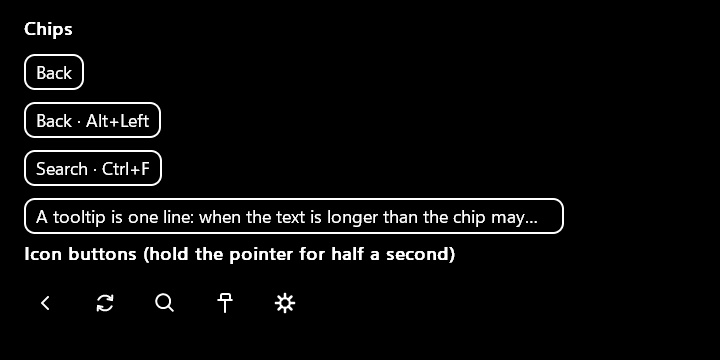 Chips
Back
Back · Alt+Left
Search · Ctrl+F
A tooltip is one line: when the text is longer than the chip may...
Icon buttons (hold the pointer for half a second)